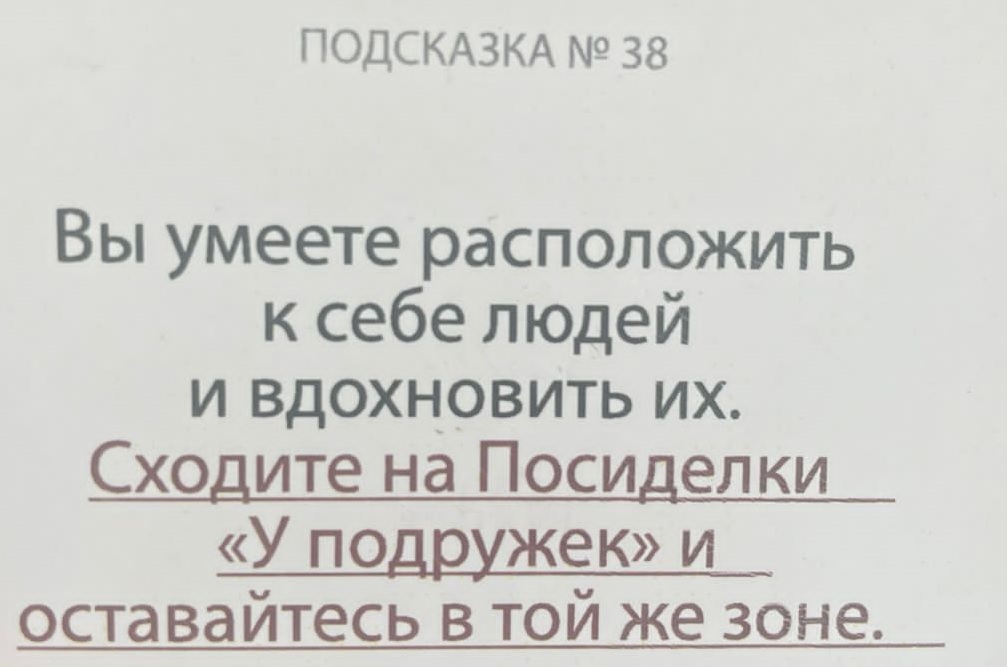 ПОДСКАЗКА № 38
Вы умеете расположить
к себе людей
и вдохновить их.
Сходите на Посиделки
«У подружек» и
оставайтесь в той же зоне.